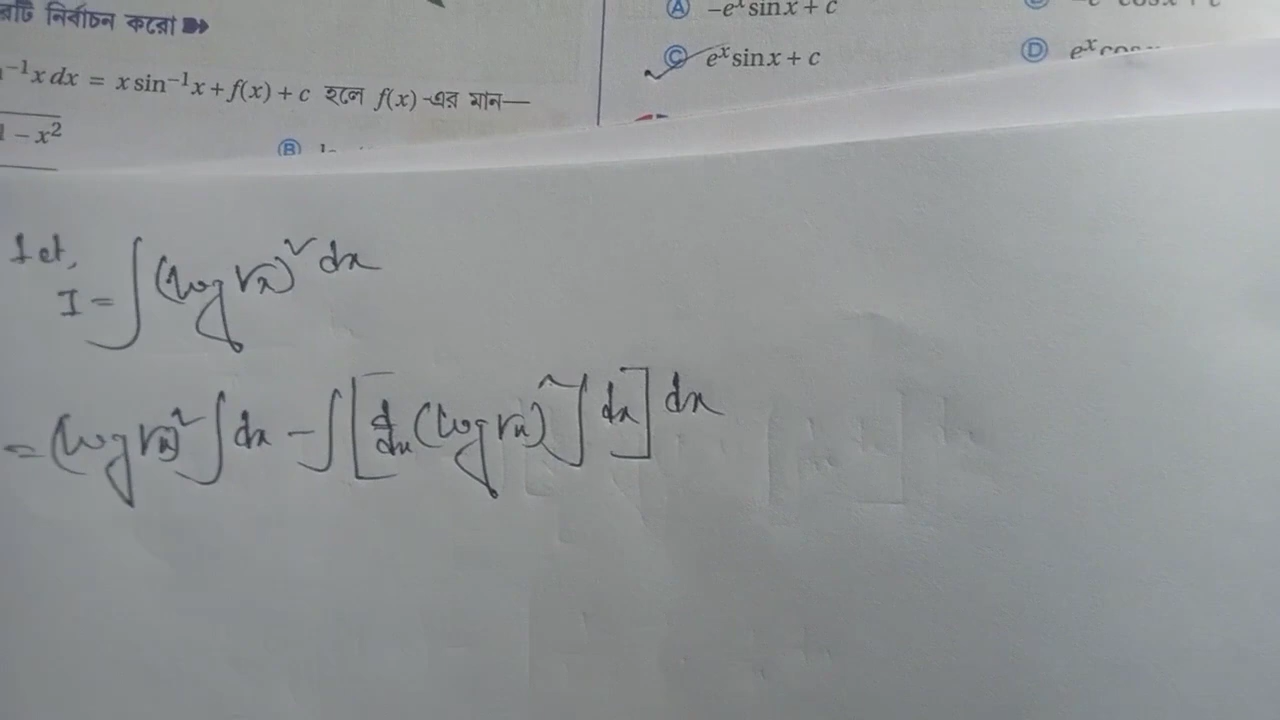 নির্বাচন করো
⁻¹x dx = x sin⁻¹x + f(x) + c হলে f(x)-এর মান—
1 − x²
B
A −eˣ sin x + c
C eˣ sin x + c
D eˣ
Let,
I = ∫(log √x)² dx
= (log √x)² ∫dx − ∫[d/dx (log √x)² ∫dx] dx